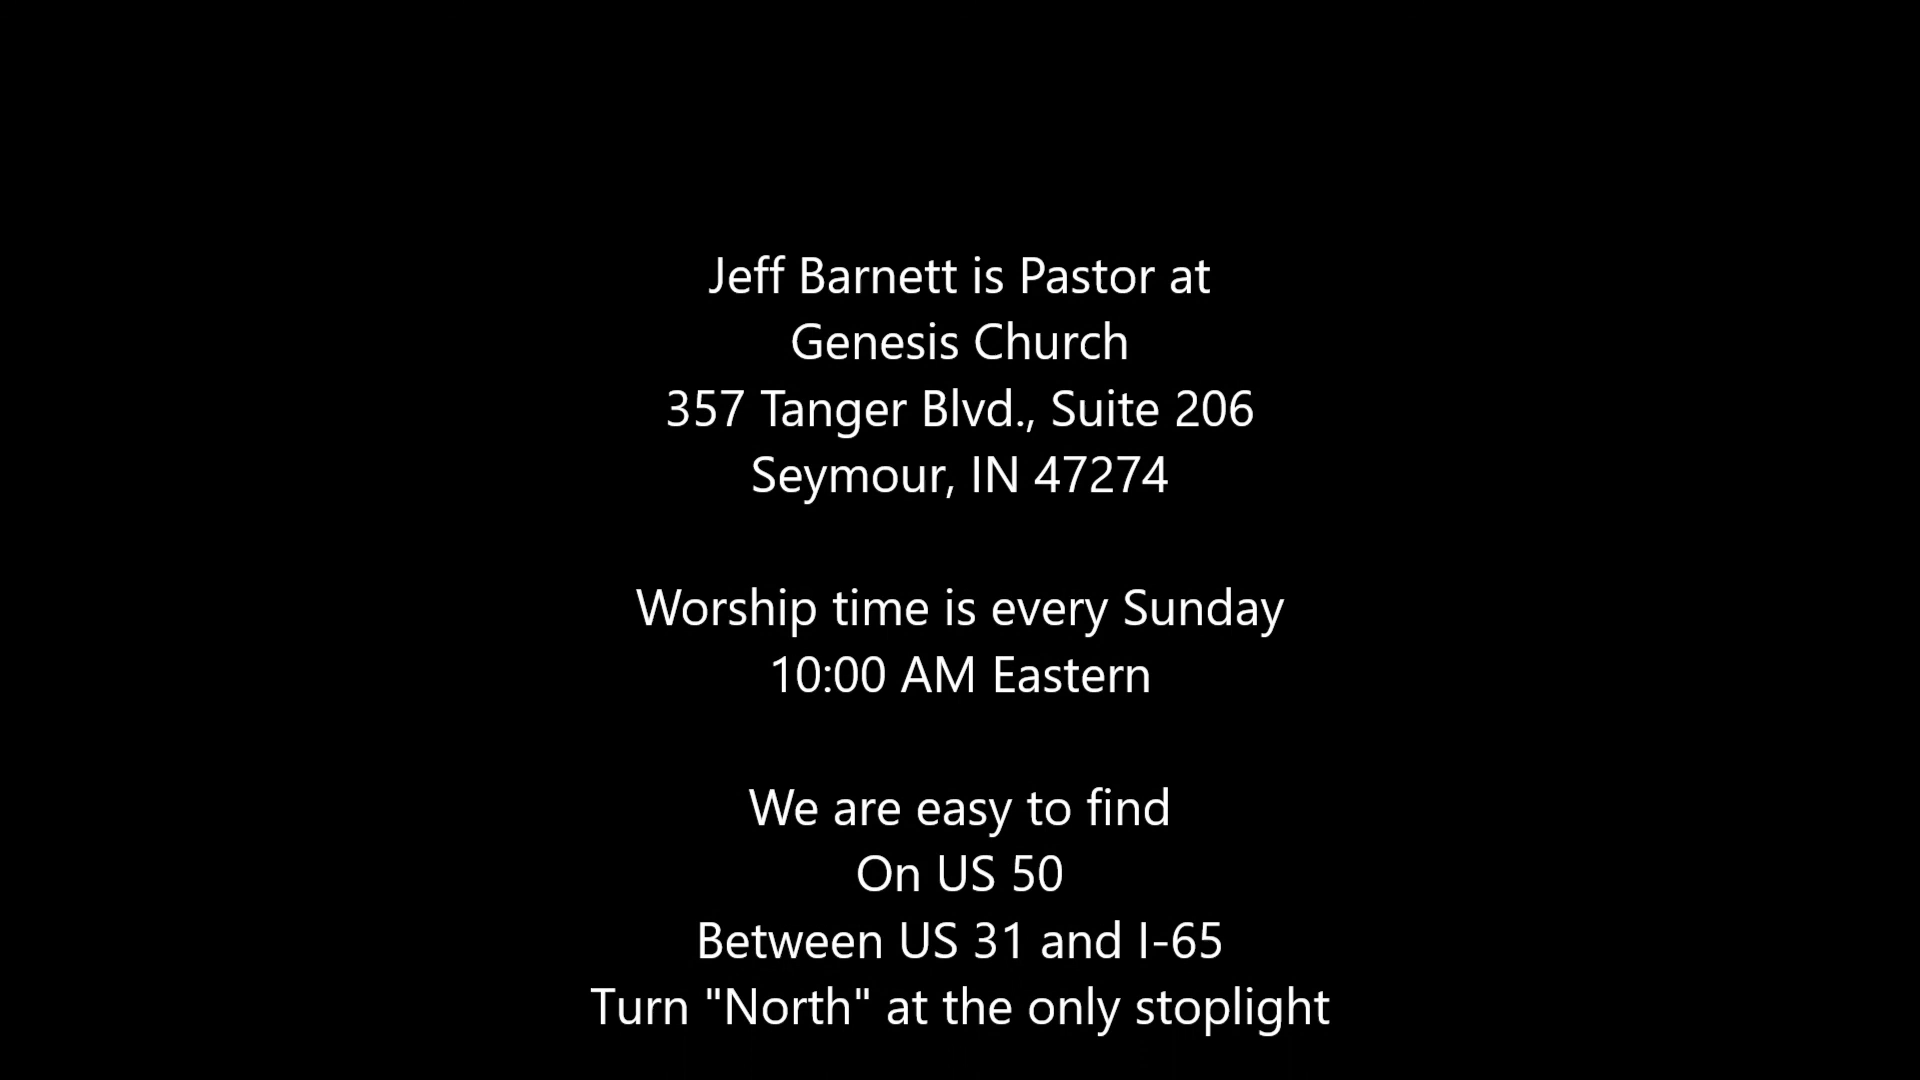 Jeff Barnett is Pastor at
Genesis Church
357 Tanger Blvd., Suite 206
Seymour, IN 47274
Worship time is every Sunday
10:00 AM Eastern
We are easy to find
On US 50
Between US 31 and I-65
Turn "North" at the only stoplight